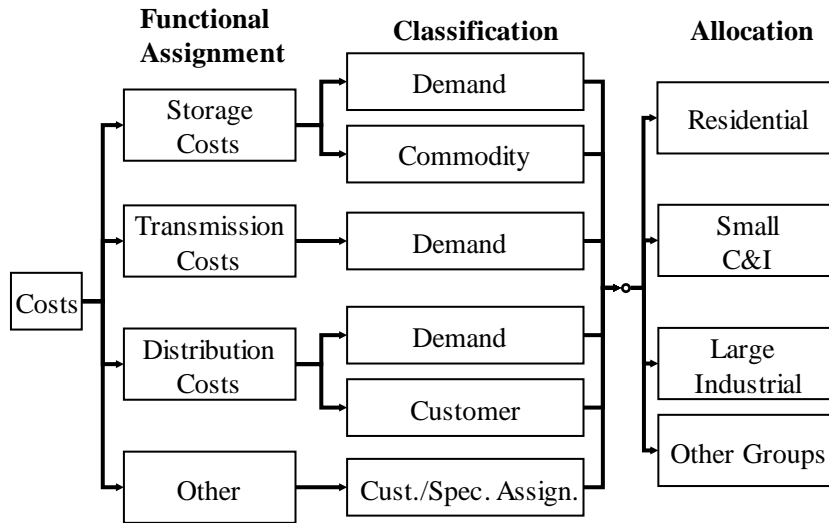 Functional
Assignment
Classification
Allocation
Costs
Storage
Costs
Transmission
Costs
Distribution
Costs
Other
Demand
Commodity
Demand
Demand
Customer
Cust./Spec. Assign.
Residential
Small
C&I
Large
Industrial
Other Groups